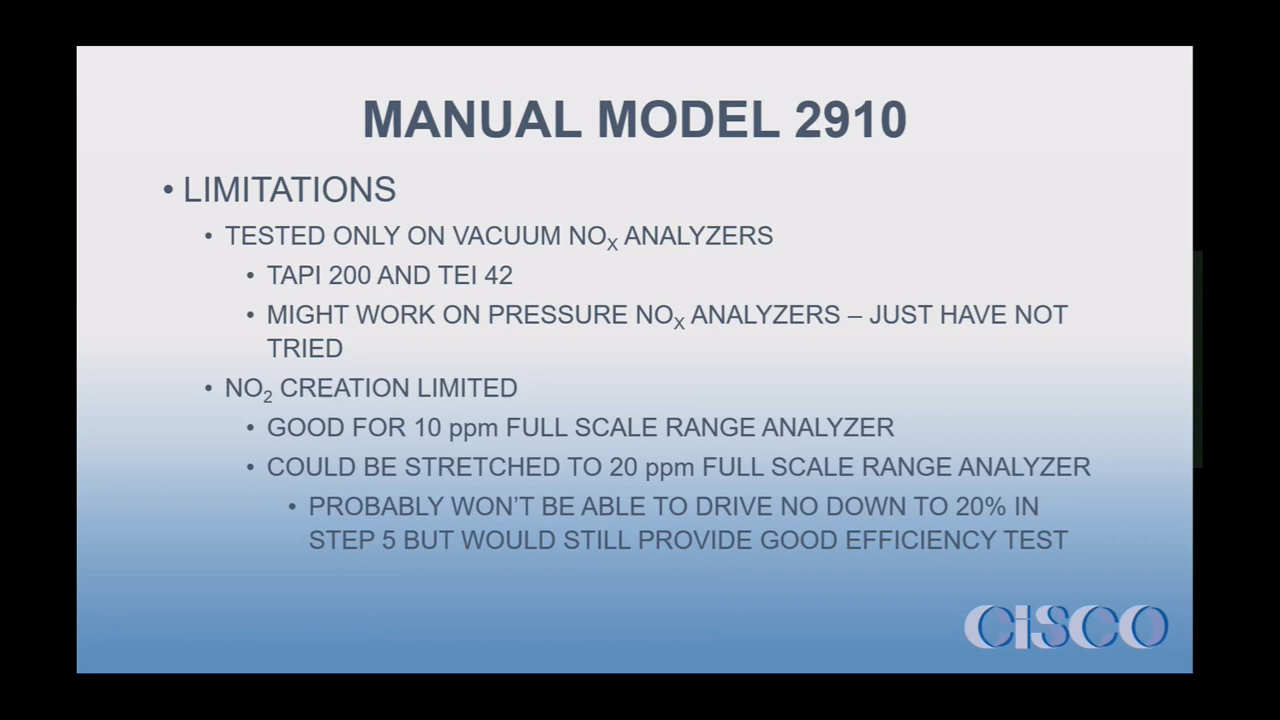 MANUAL MODEL 2910
• LIMITATIONS
• TESTED ONLY ON VACUUM NOX ANALYZERS
• TAPI 200 AND TEI 42
• MIGHT WORK ON PRESSURE NOX ANALYZERS – JUST HAVE NOT
TRIED
• NO2 CREATION LIMITED
• GOOD FOR 10 ppm FULL SCALE RANGE ANALYZER
• COULD BE STRETCHED TO 20 ppm FULL SCALE RANGE ANALYZER
• PROBABLY WON'T BE ABLE TO DRIVE NO DOWN TO 20% IN
STEP 5 BUT WOULD STILL PROVIDE GOOD EFFICIENCY TEST
CiSCO